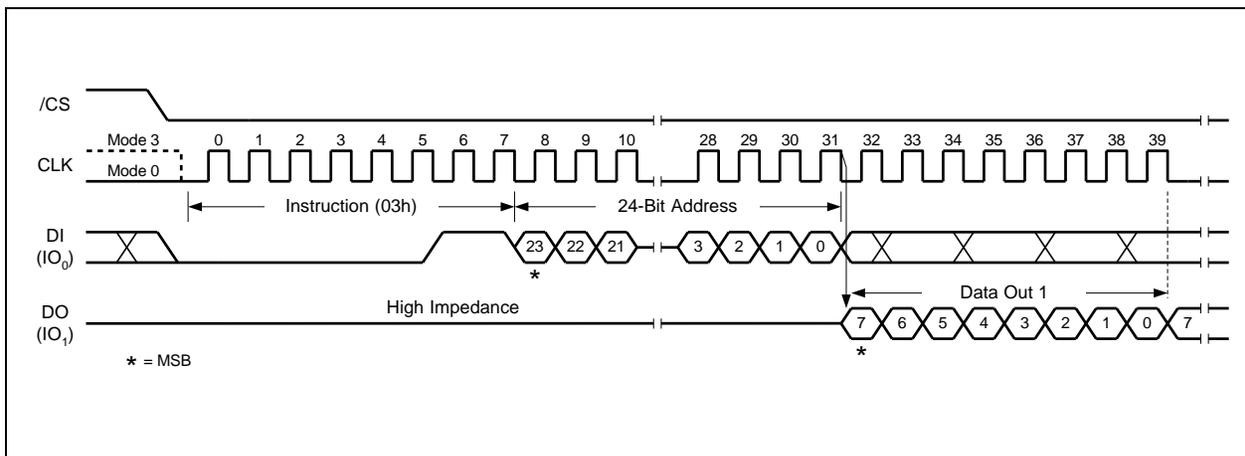 /CS
Mode 3 0 1 2 3 4 5 6 7 8 9 10 28 29 30 31 32 33 34 35 36 37 38 39
CLK
Mode 0
Instruction (03h) 24-Bit Address
DI
(IO₀)
23 22 21 3 2 1 0
*
Data Out 1
High Impedance
DO
(IO₁)
7 6 5 4 3 2 1 0 7
*
* = MSB